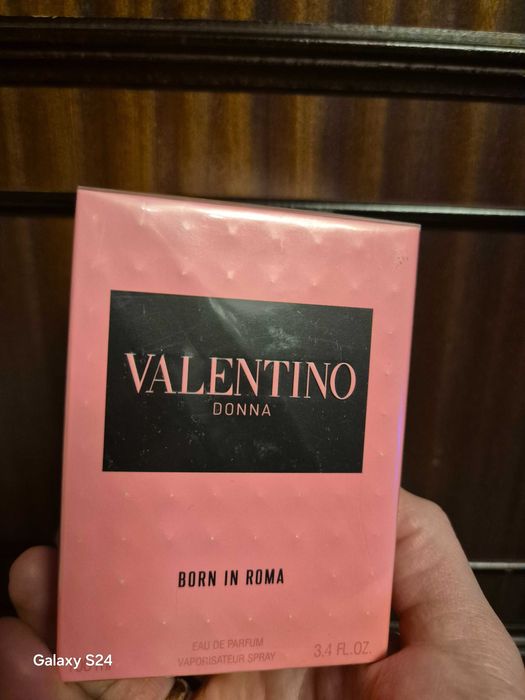 VALENTINO
DONNA
BORN IN ROMA
EAU DE PARFUM
VAPORISATEUR SPRAY
3,4 FL.OZ.
Galaxy S24